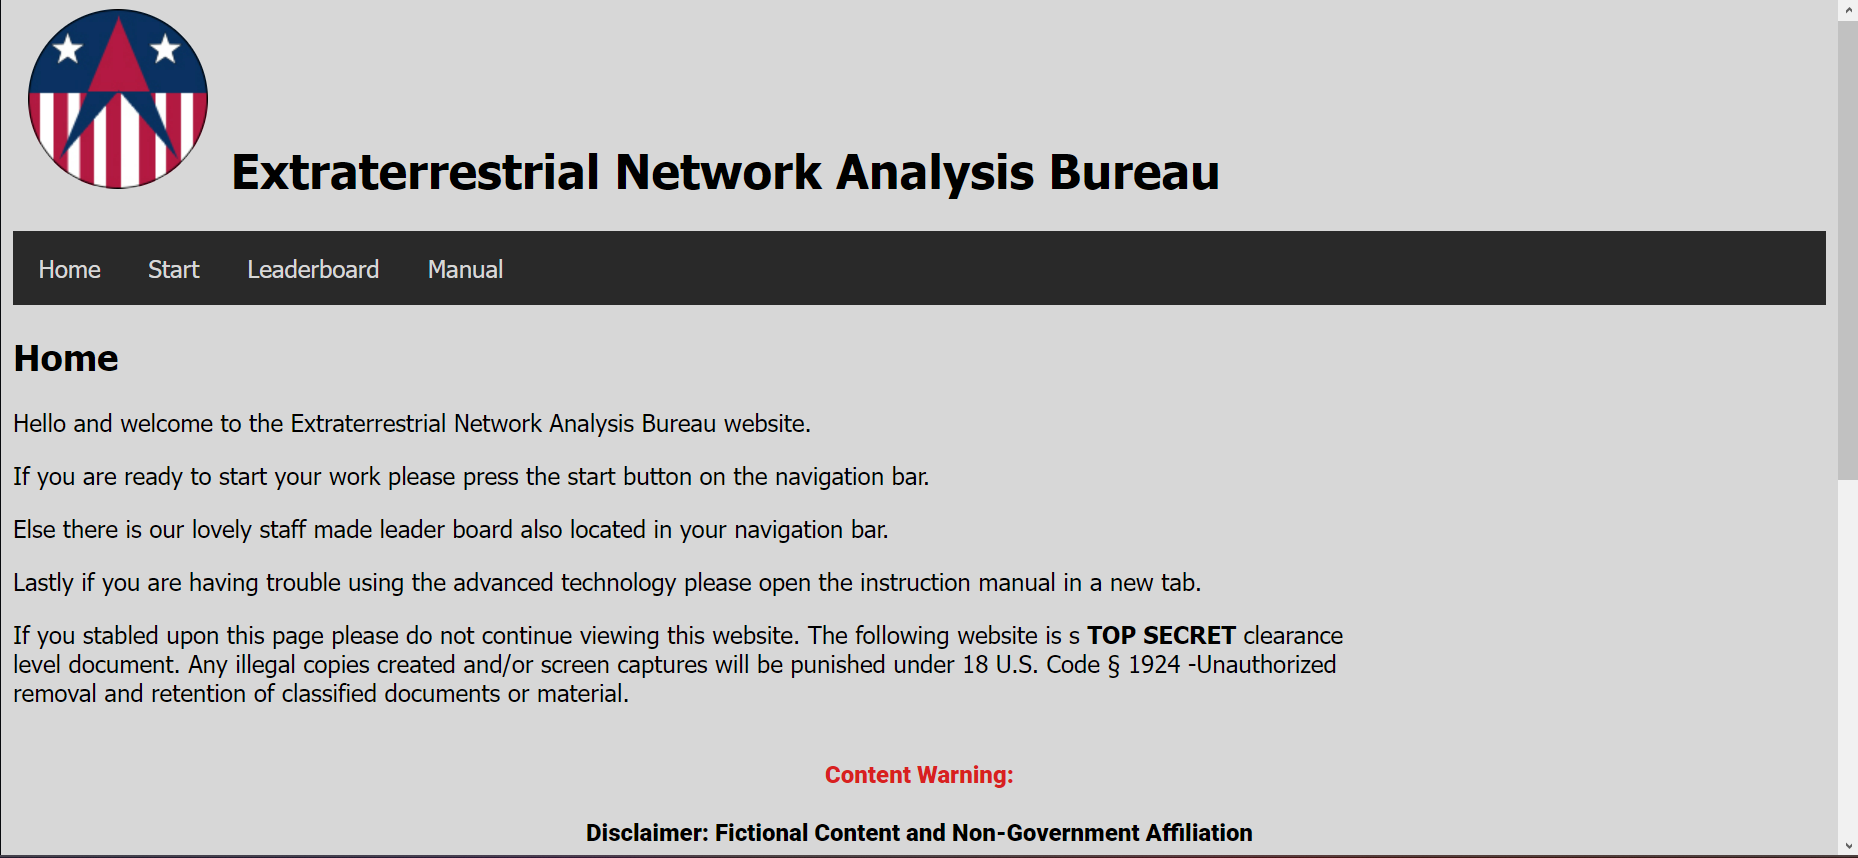 Extraterrestrial Network Analysis Bureau
Home Start Leaderboard Manual
Home
Hello and welcome to the Extraterrestrial Network Analysis Bureau website.
If you are ready to start your work please press the start button on the navigation bar.
Else there is our lovely staff made leader board also located in your navigation bar.
Lastly if you are having trouble using the advanced technology please open the instruction manual in a new tab.
If you stabled upon this page please do not continue viewing this website. The following website is s TOP SECRET clearance
level document. Any illegal copies created and/or screen captures will be punished under 18 U.S. Code § 1924 -Unauthorized
removal and retention of classified documents or material.
Content Warning:
Disclaimer: Fictional Content and Non-Government Affiliation